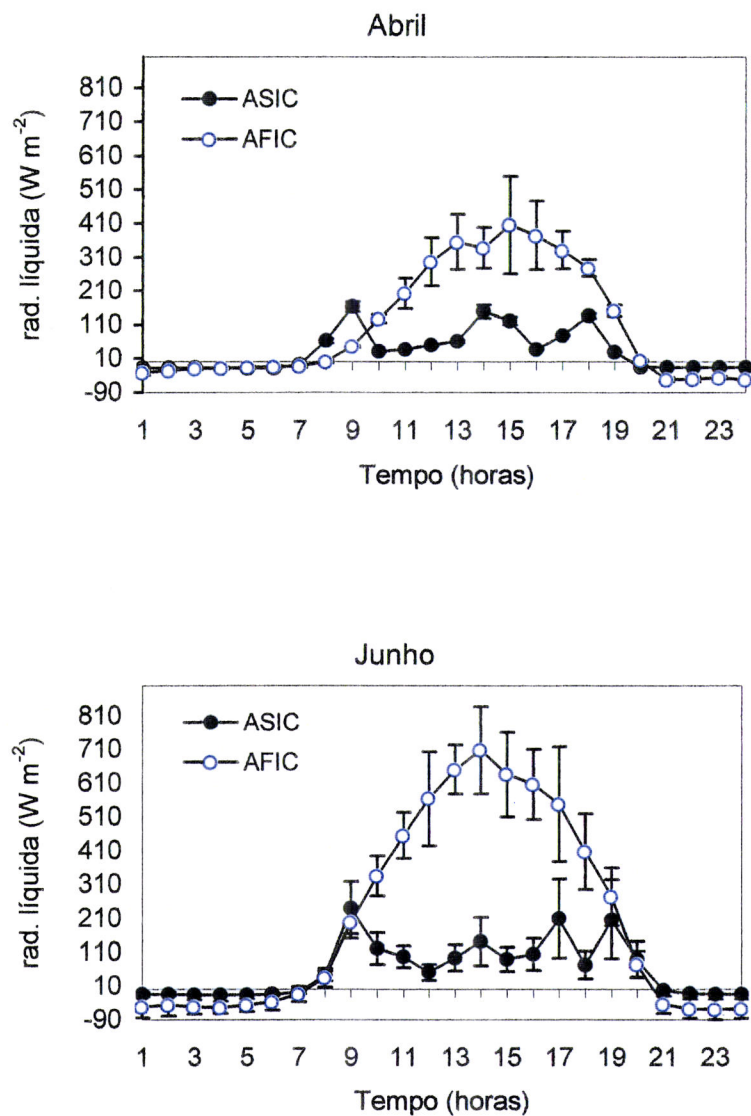 Abril
rad. líquida (W m-2)
810
710
610
510
410
310
210
110
10
-90
ASIC
AFIC
1 3 5 7 9 11 13 15 17 19 21 23
Tempo (horas)
Junho
rad. líquida (W m-2)
810
710
610
510
410
310
210
110
10
-90
ASIC
AFIC
1 3 5 7 9 11 13 15 17 19 21 23
Tempo (horas)